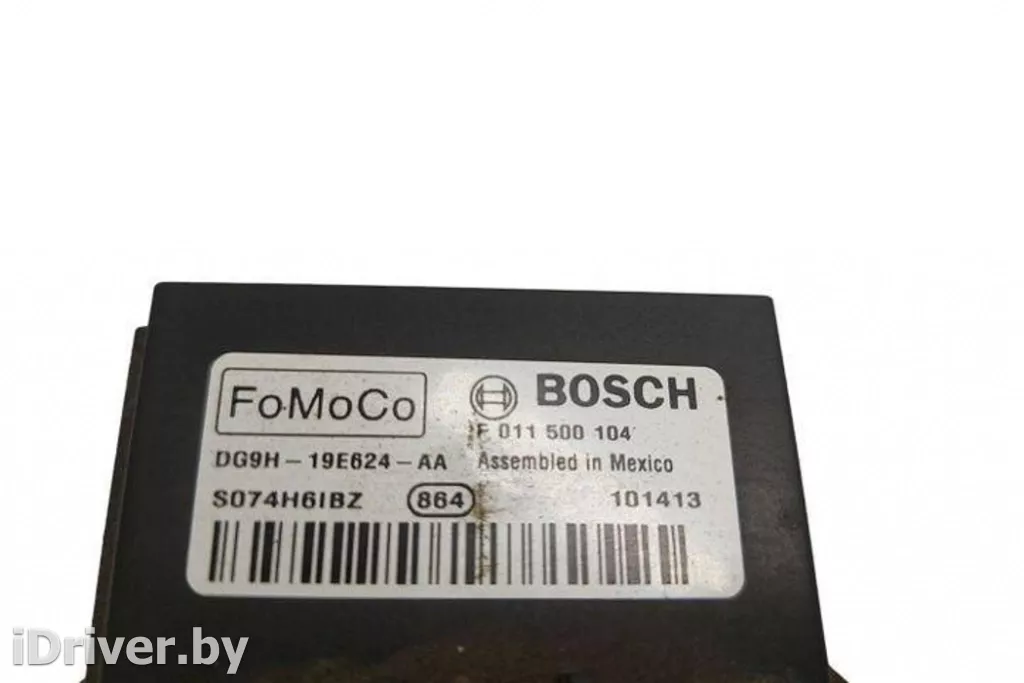 FoMoCo
BOSCH
F 011 500 104
DG9H-19E624-AA
Assembled in Mexico
S074H6IBZ
864
101413
iDriver.by